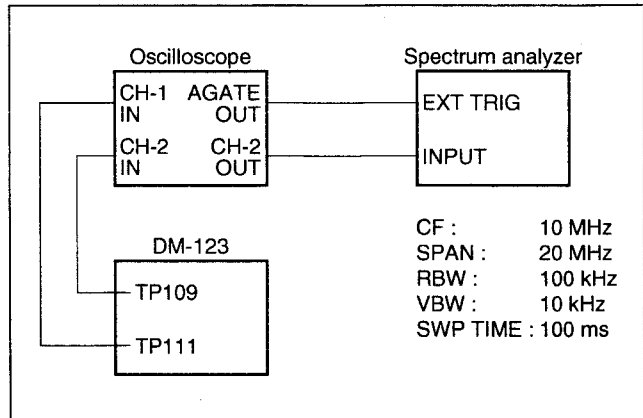 Oscilloscope
CH-1 AGATE
IN OUT
CH-2 CH-2
IN OUT
Spectrum analyzer
EXT TRIG
INPUT
DM-123
TP109
TP111
CF : 10 MHz
SPAN : 20 MHz
RBW : 100 kHz
VBW : 10 kHz
SWP TIME : 100 ms